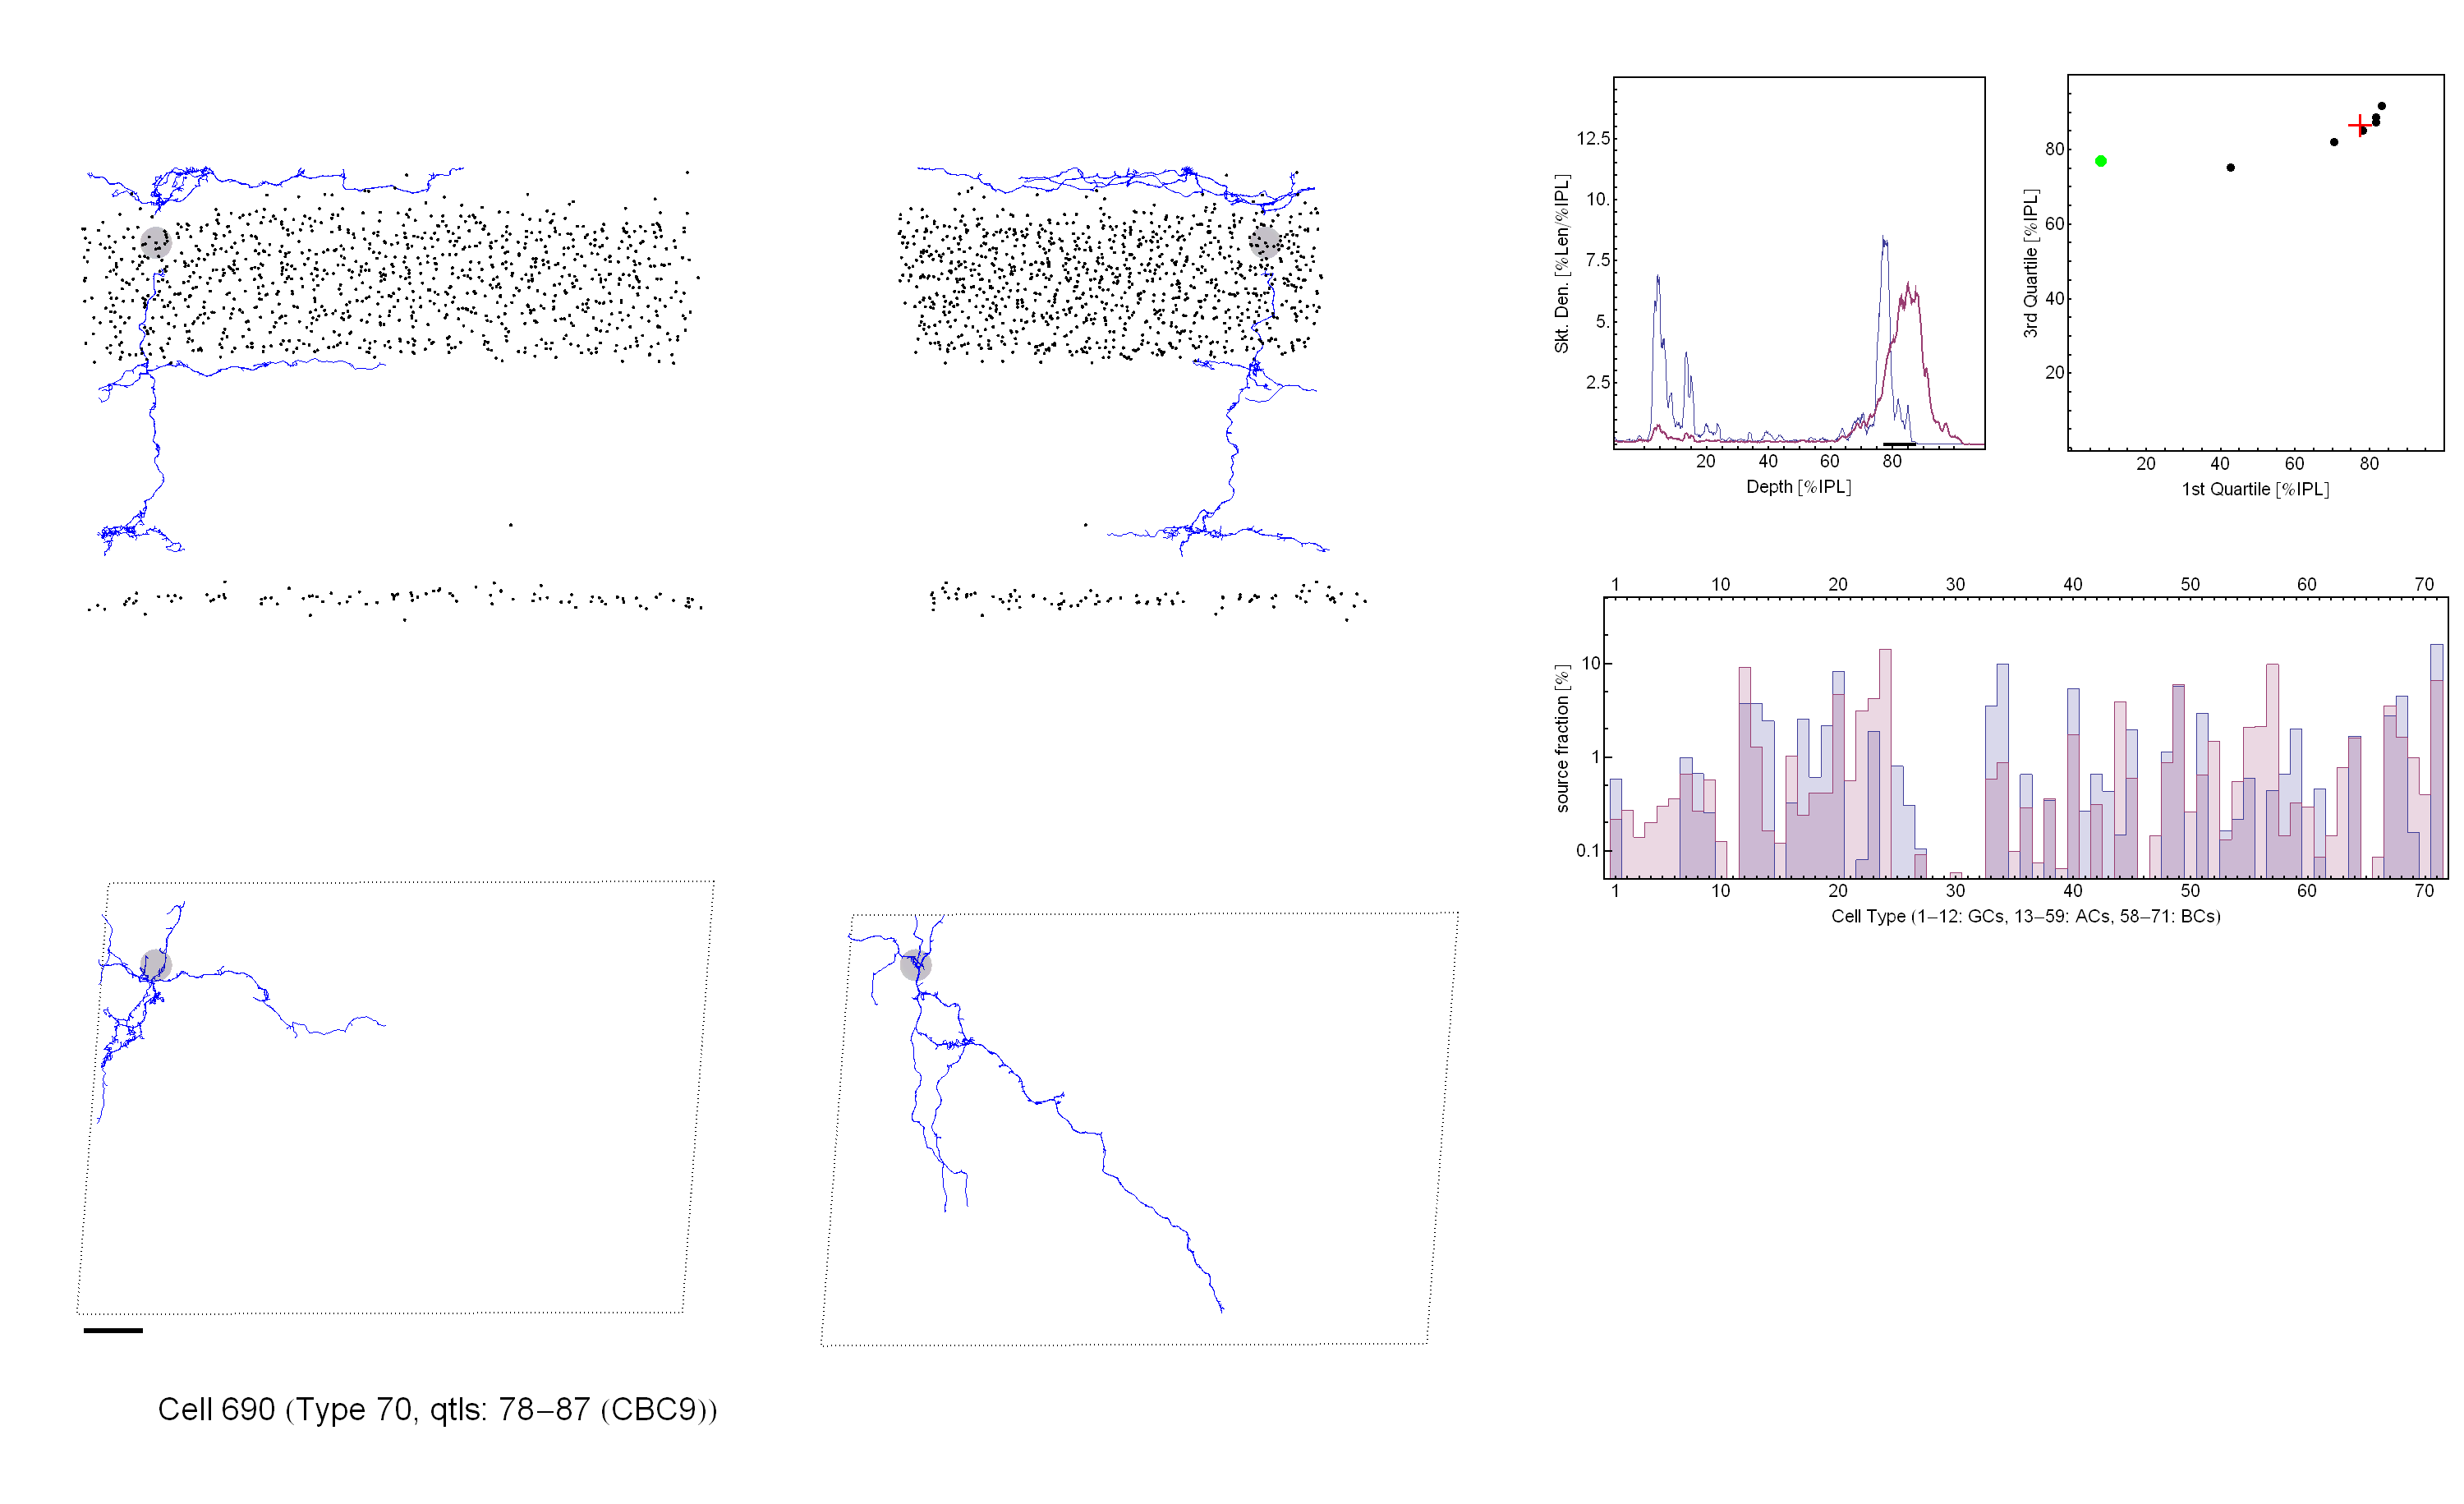 12.5
10.
7.5
5.
2.5
Skt. Den. [%Len/%IPL]
20 40 60 80
Depth [%IPL]
80
60
40
20
3rd Quartile [%IPL]
20 40 60 80
1st Quartile [%IPL]
1 10 20 30 40 50 60 70
10
1
0.1
source fraction [%]
1 10 20 30 40 50 60 70
Cell Type (1–12: GCs, 13–59: ACs, 58–71: BCs)
Cell 690 (Type 70, qtls: 78–87 (CBC9))